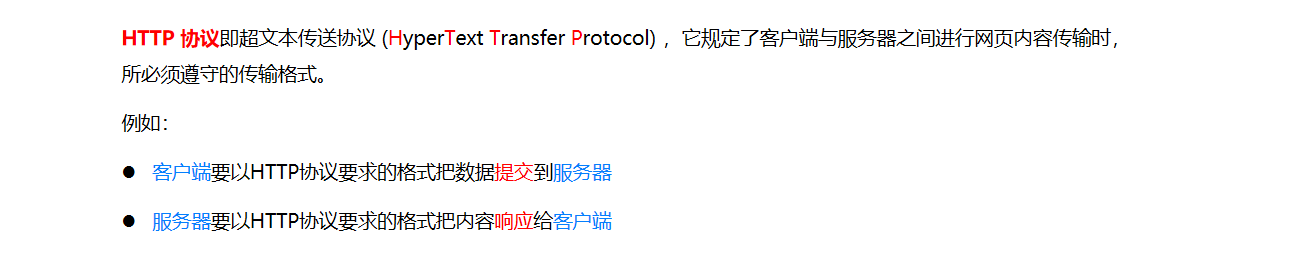 HTTP 协议即超文本传送协议 (HyperText Transfer Protocol) ，它规定了客户端与服务器之间进行网页内容传输时，
所必须遵守的传输格式。
例如：
● 客户端要以HTTP协议要求的格式把数据提交到服务器
● 服务器要以HTTP协议要求的格式把内容响应给客户端